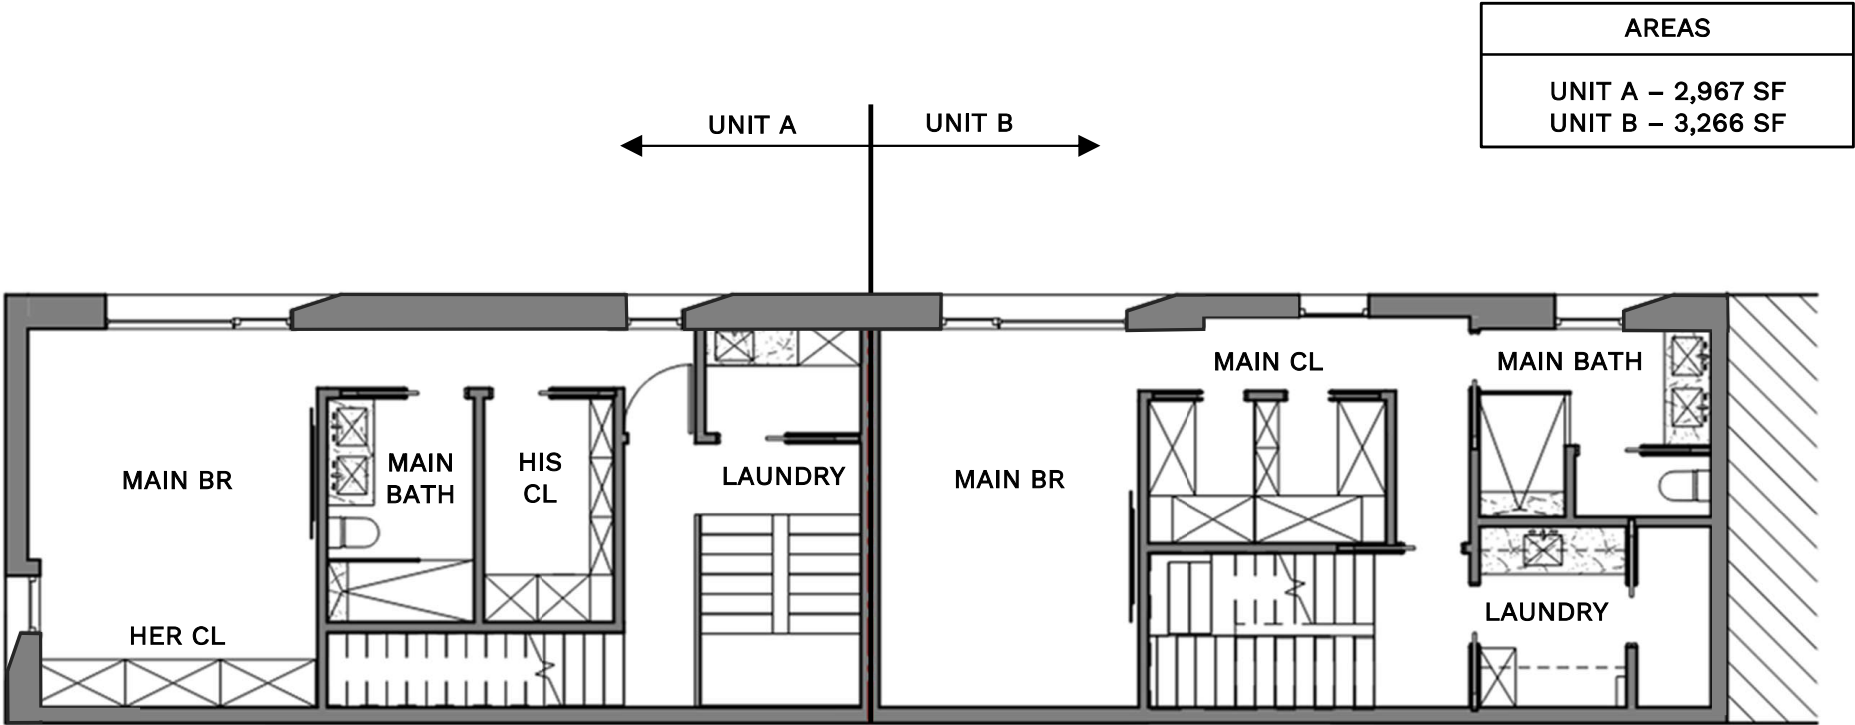 AREAS
UNIT A – 2,967 SF
UNIT B – 3,266 SF
UNIT A
UNIT B
MAIN CL
MAIN BATH
MAIN BR
MAIN
BATH
HIS
CL
LAUNDRY
MAIN BR
HER CL
LAUNDRY